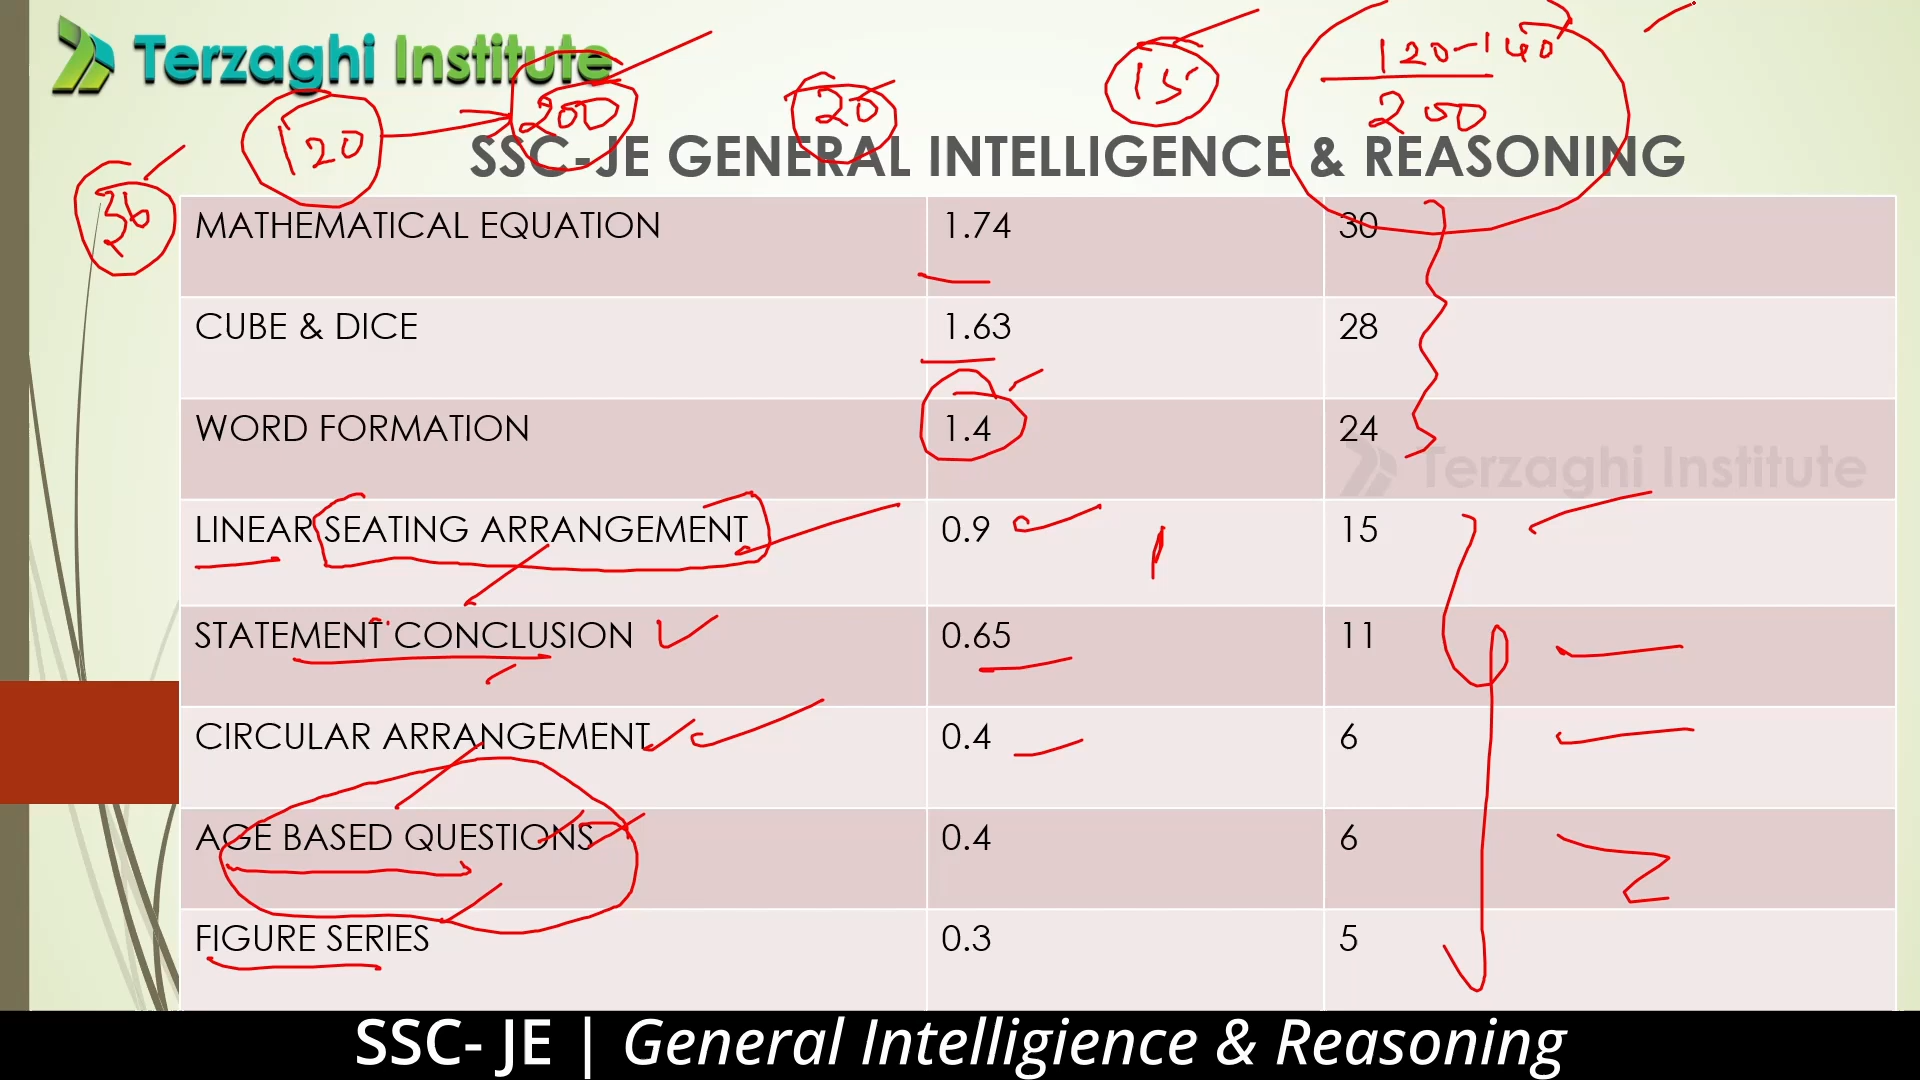 Terzaghi Institute
120-140
15
200
20
200
120
SSC-JE GENERAL INTELLIGENCE & REASONING
36
MATHEMATICAL EQUATION 1.74 30
CUBE & DICE 1.63 28
WORD FORMATION 1.4 24
Terzaghi Institute
LINEAR SEATING ARRANGEMENT 0.9 15
STATEMENT CONCLUSION 0.65 11
CIRCULAR ARRANGEMENT 0.4 6
AGE BASED QUESTIONS 0.4 6
FIGURE SERIES 0.3 5
SSC- JE | General Intelligience & Reasoning